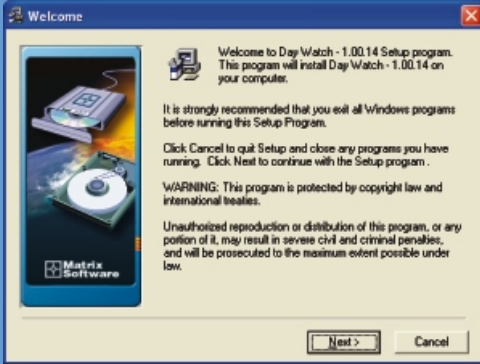 Welcome
Welcome to Day Watch - 1.00.14 Setup program.
This program will install Day Watch - 1.00.14 on
your computer.
It is strongly recommended that you exit all Windows programs
before running this Setup Program.
Click Cancel to quit Setup and close any programs you have
running. Click Next to continue with the Setup program .
WARNING: This program is protected by copyright law and
international treaties.
Unauthorized reproduction or distribution of this program, or any
portion of it, may result in severe civil and criminal penalties,
and will be prosecuted to the maximum extent possible under
law.
Matrix
Software
Next >
Cancel